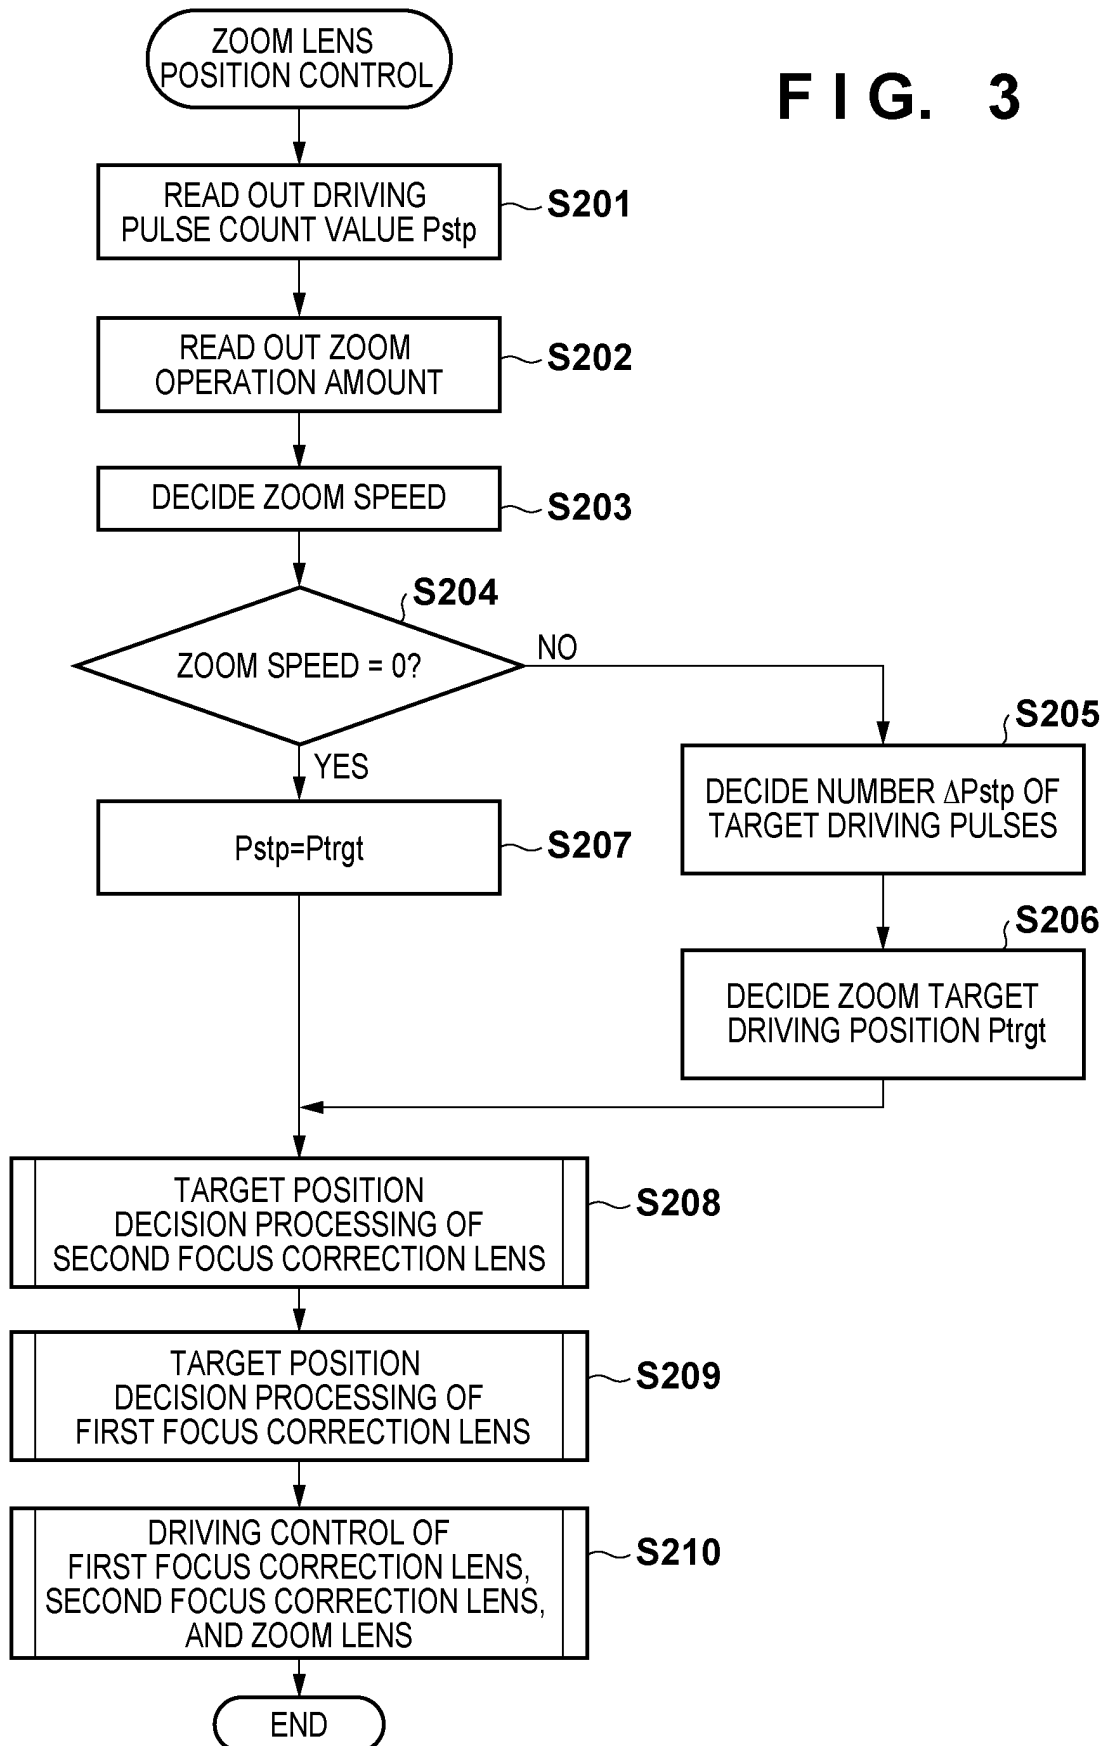 ZOOM LENS
POSITION CONTROL
FIG. 3
READ OUT DRIVING
PULSE COUNT VALUE Pstp
S201
READ OUT ZOOM
OPERATION AMOUNT
S202
DECIDE ZOOM SPEED
S203
S204
ZOOM SPEED = 0?
NO
YES
S205
DECIDE NUMBER ΔPstp OF
TARGET DRIVING PULSES
Pstp=Ptrgt
S207
S206
DECIDE ZOOM TARGET
DRIVING POSITION Ptrgt
TARGET POSITION
DECISION PROCESSING OF
SECOND FOCUS CORRECTION LENS
S208
TARGET POSITION
DECISION PROCESSING OF
FIRST FOCUS CORRECTION LENS
S209
DRIVING CONTROL OF
FIRST FOCUS CORRECTION LENS,
SECOND FOCUS CORRECTION LENS,
AND ZOOM LENS
S210
END